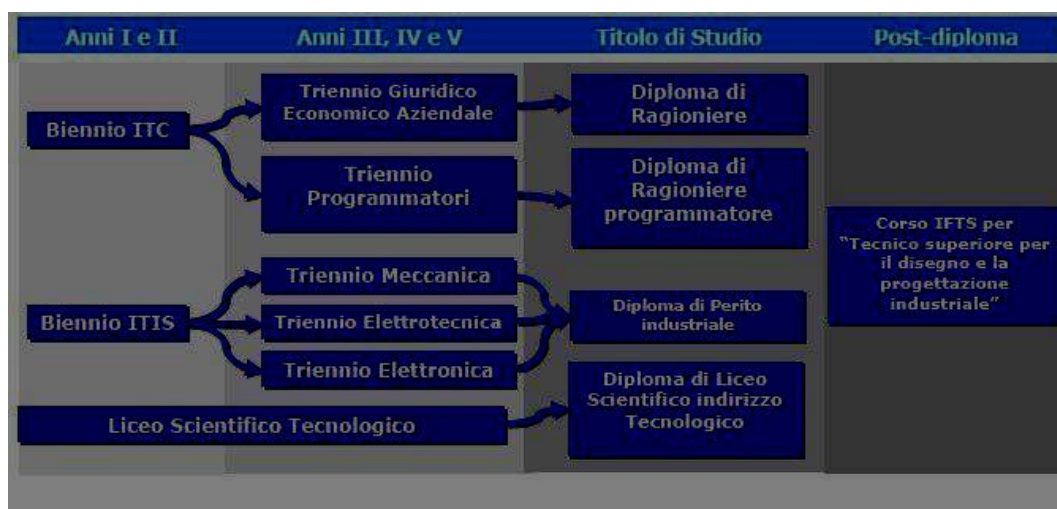 Anni I e II
Anni III, IV e V
Titolo di Studio
Post-diploma
Biennio ITC
Triennio Giuridico
Economico Aziendale
Diploma di
Ragioniere
Triennio
Programmatori
Diploma di
Ragioniere
programmatore
Corso IFTS per
“Tecnico superiore per
il disegno e la
progettazione
industriale”
Biennio ITIS
Triennio Meccanica
Triennio Elettrotecnica
Triennio Elettronica
Diploma di Perito
industriale
Liceo Scientifico Tecnologico
Diploma di Liceo
Scientifico indirizzo
Tecnologico